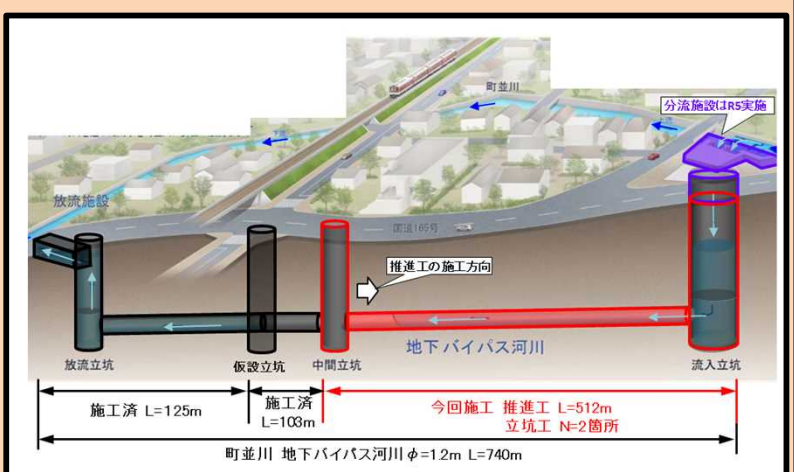 町並川
分流施設はR5実施
放流施設
国道165号
推進工の施工方向
地下バイパス河川
放流立坑
仮設立坑
中間立坑
流入立坑
施工済 L=125m
施工済
L=103m
今回施工 推進工 L=512m
立坑工 N=2箇所
町並川 地下バイパス河川φ=1.2m L=740m